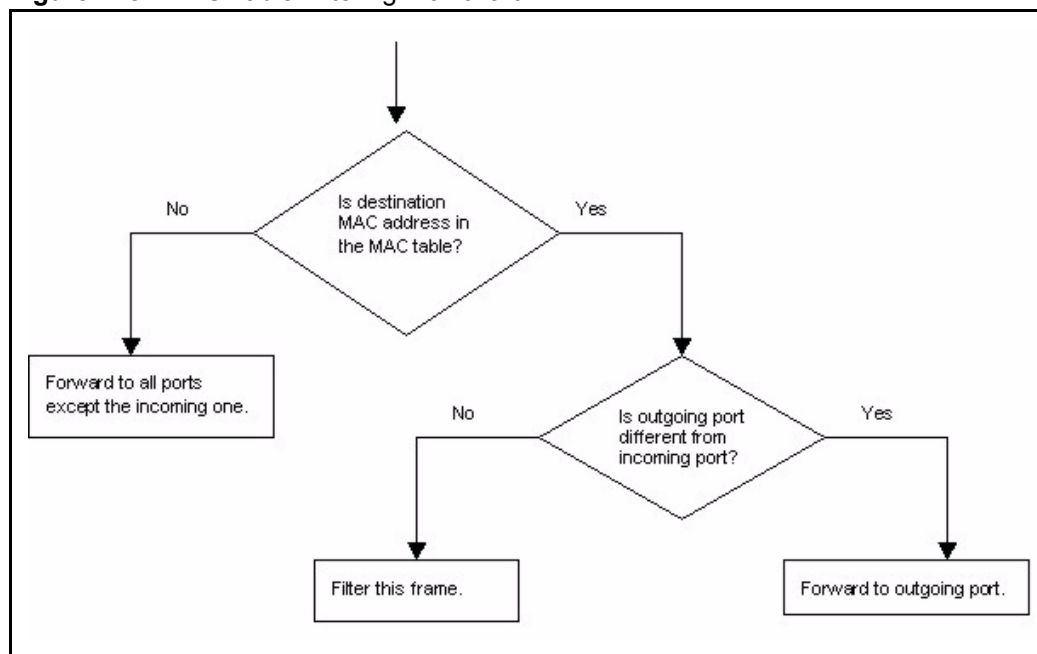 Is destination
MAC address in
the MAC table?
No
Yes
Forward to all ports
except the incoming one.
Is outgoing port
different from
incoming port?
No
Yes
Filter this frame.
Forward to outgoing port.